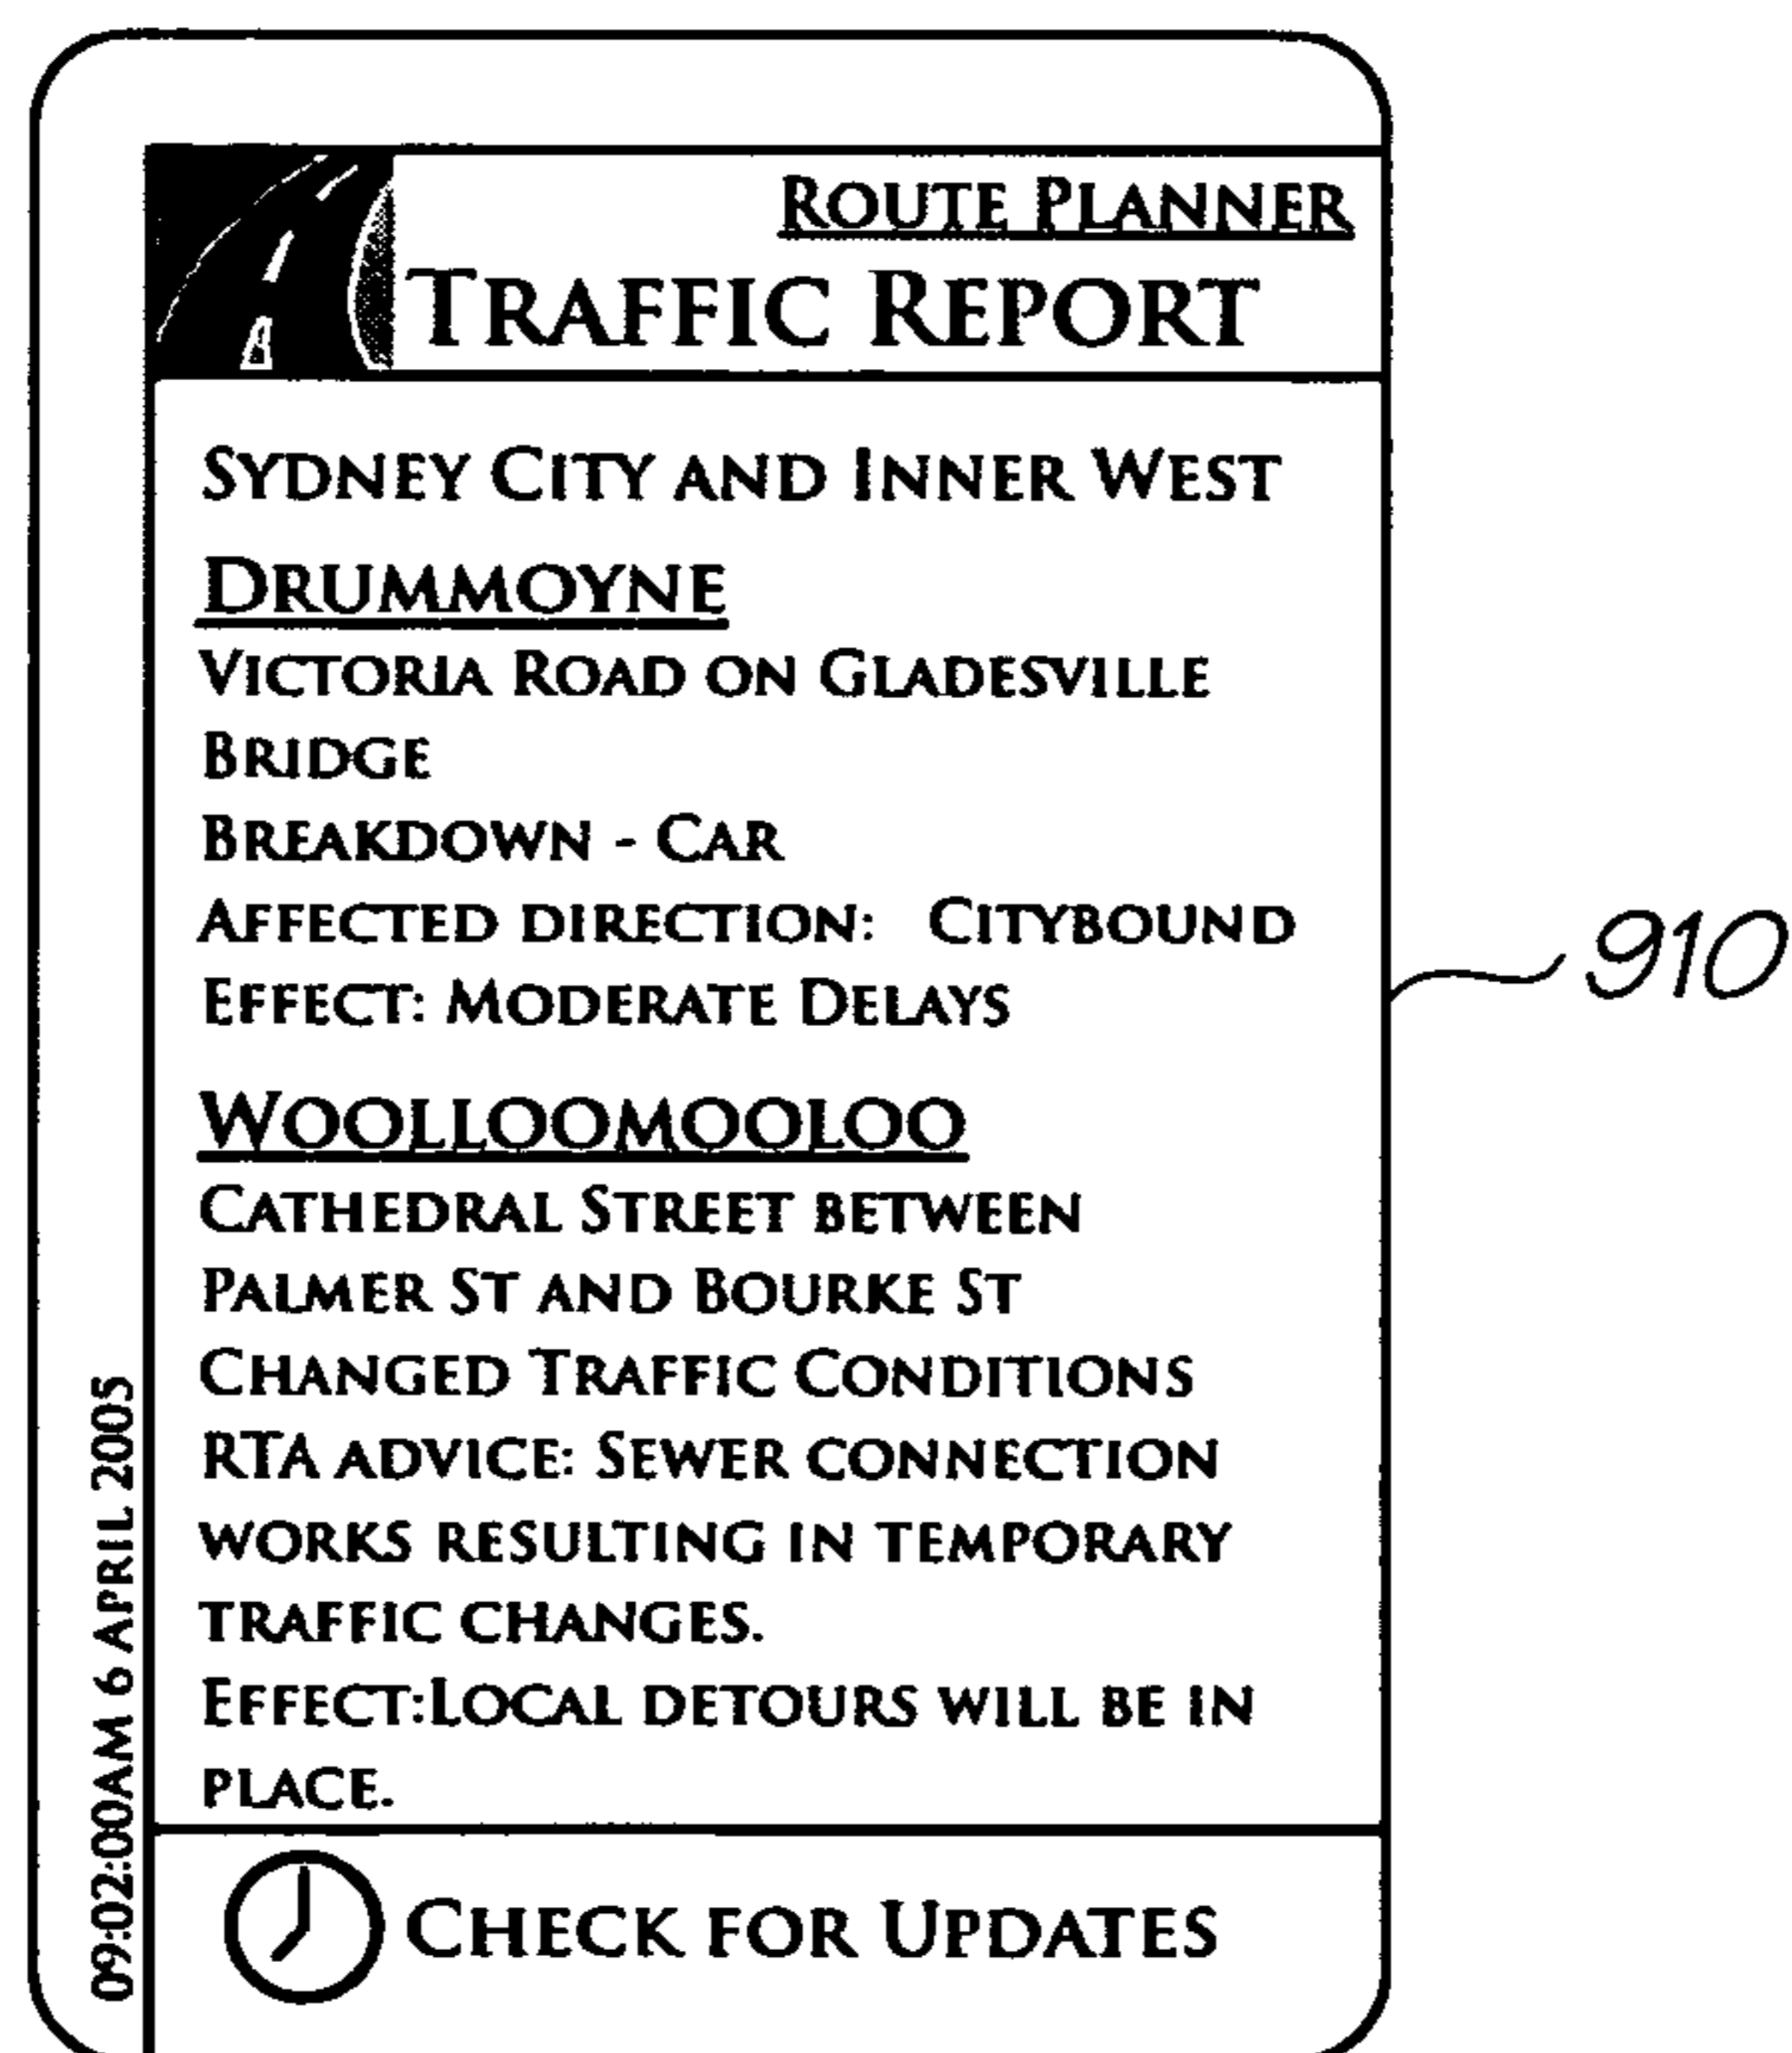 Route Planner
Traffic Report
Sydney City and Inner West
Drummoyne
Victoria Road on Gladesville
Bridge
Breakdown - Car
Affected direction: Citybound
Effect: Moderate Delays
Woolloomooloo
Cathedral Street between
Palmer St and Bourke St
Changed Traffic Conditions
RTA advice: Sewer connection
works resulting in temporary
traffic changes.
Effect:Local detours will be in
place.
Check for Updates
09:02:00AM 6 APRIL 2005
910